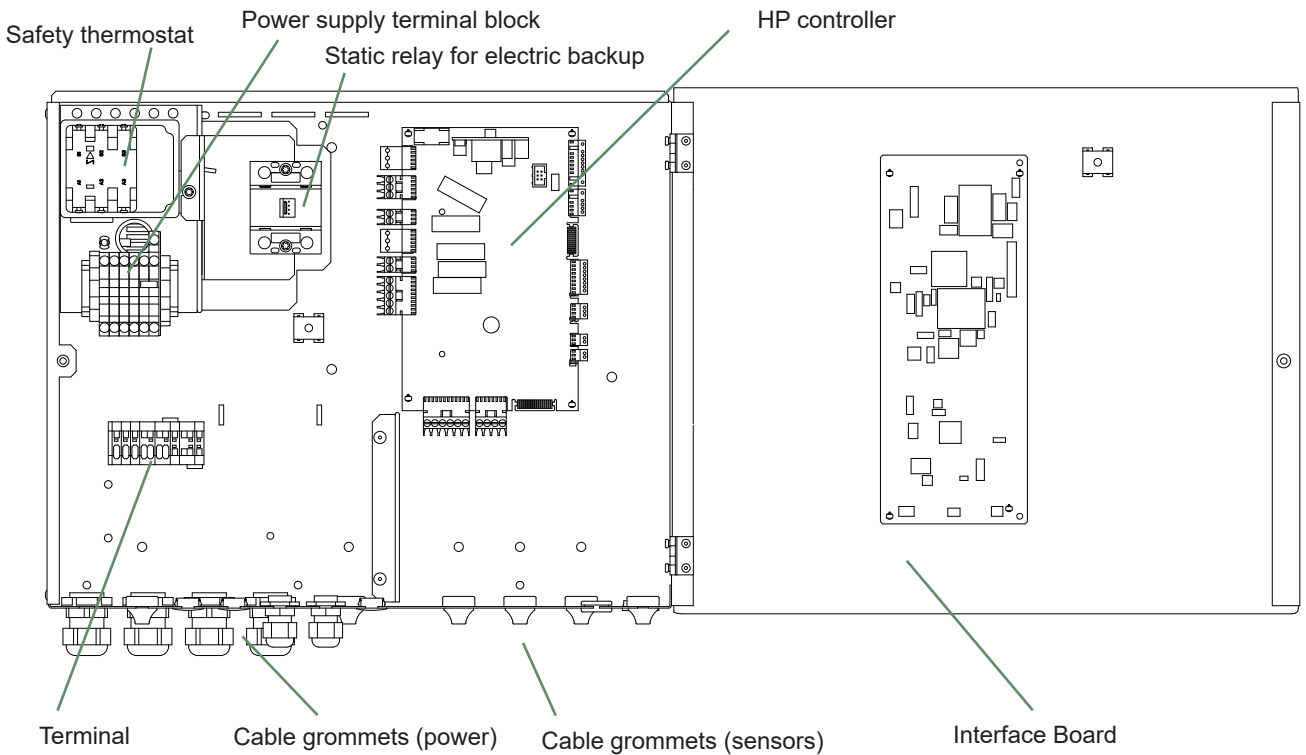 Power supply terminal block
HP controller
Safety thermostat
Static relay for electric backup
Terminal
Cable grommets (power)
Cable grommets (sensors)
Interface Board